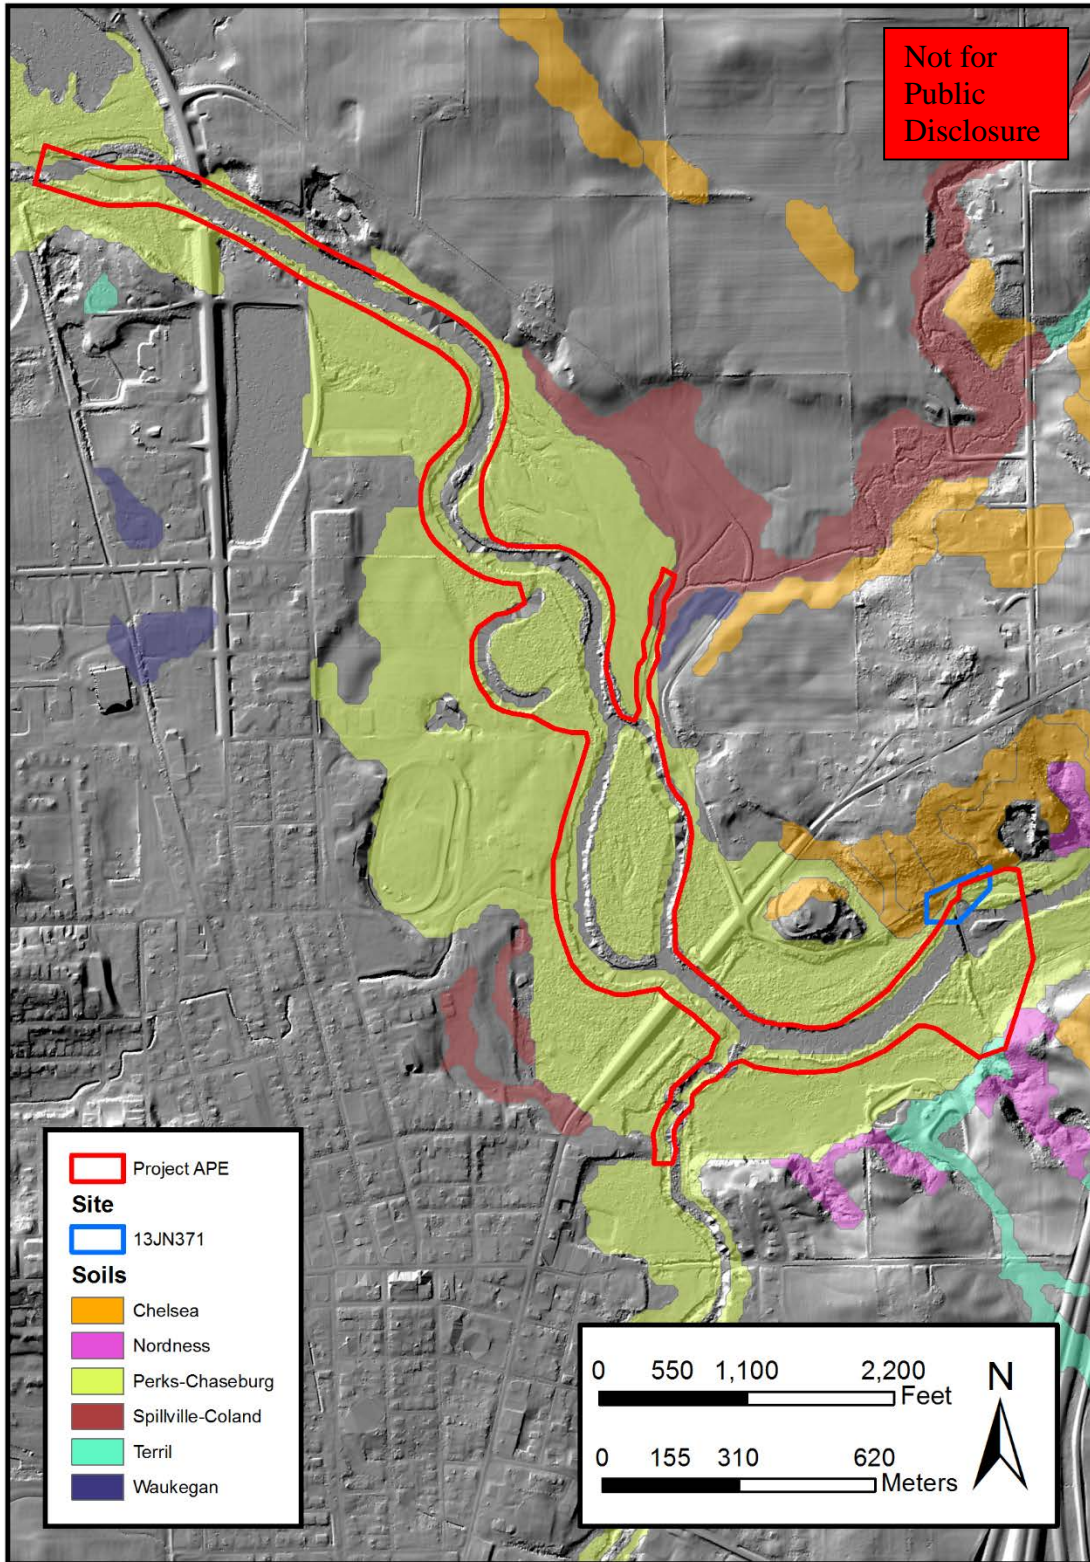 Not for
Public
Disclosure
Project APE
Site
13JN371
Soils
Chelsea
Nordness
Perks-Chaseburg
Spillville-Coland
Terril
Waukegan
0 550 1,100 2,200
Feet
0 155 310 620
Meters
N